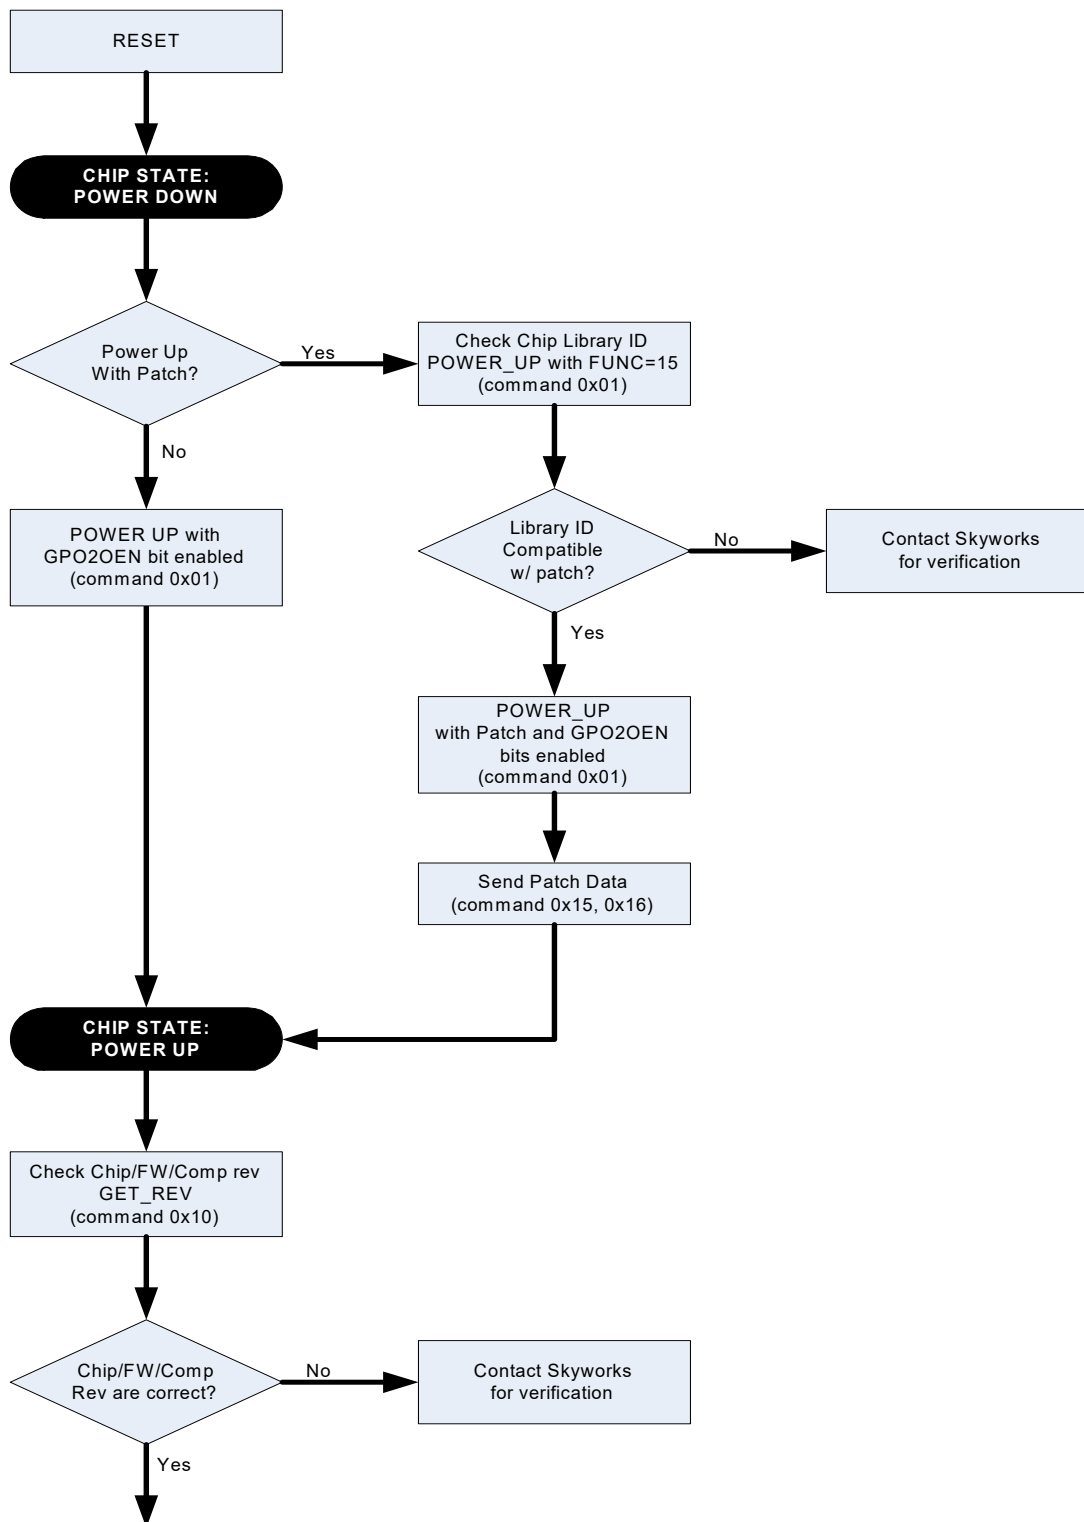 RESET
CHIP STATE:
POWER DOWN
Power Up
With Patch?
Yes
Check Chip Library ID
POWER_UP with FUNC=15
(command 0x01)
No
POWER UP with
GPO2OEN bit enabled
(command 0x01)
Library ID
Compatible
w/ patch?
No
Contact Skyworks
for verification
Yes
POWER_UP
with Patch and GPO2OEN
bits enabled
(command 0x01)
Send Patch Data
(command 0x15, 0x16)
CHIP STATE:
POWER UP
Check Chip/FW/Comp rev
GET_REV
(command 0x10)
Chip/FW/Comp
Rev are correct?
No
Contact Skyworks
for verification
Yes